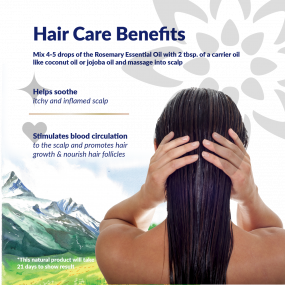 Hair Care Benefits
Mix 4-5 drops of the Rosemary Essential Oil with 2 tbsp. of a carrier oil
like coconut oil or jojoba oil and massage into scalp
Helps soothe
itchy and inflamed scalp
Stimulates blood circulation
to the scalp and promotes hair
growth & nourish hair follicles
*This natural product will take
21 days to show result